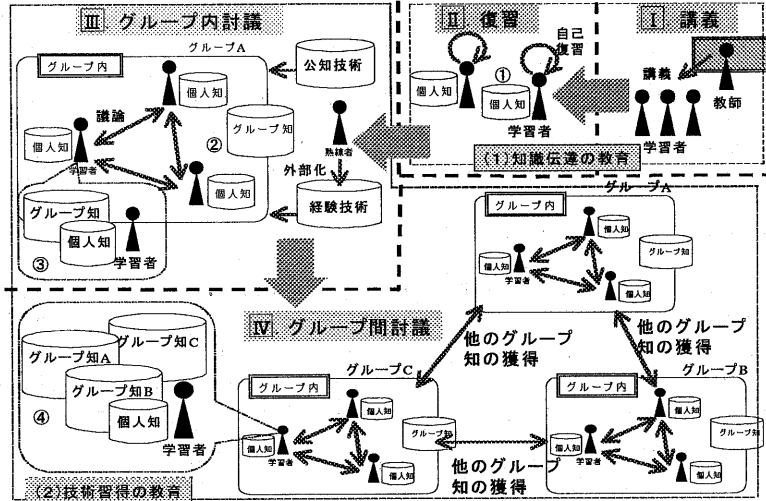 Ⅲ グループ内討議
グループA
グループ内
個人知
議論
②
グループ知
個人知
学習者
個人知
グループ知
個人知
③
学習者
公知技術
熟練者
外部化
経験技術
Ⅱ 復習
自己
復習
①
個人知
個人知
学習者
Ⅰ 講義
講義
教師
学習者
(1)知識伝達の教育
グループA
グループ内
個人知
個人知
学習者
個人知
グループ知
Ⅳ グループ間討議
他のグループ
知の獲得
他のグループ
知の獲得
グループ知C
グループ知A
グループ知B
④
個人知
学習者
グループC
グループ内
個人知
個人知
学習者
個人知
グループ知
他のグループ
知の獲得
グループB
グループ内
個人知
個人知
学習者
個人知
グループ知
(2)技術習得の教育